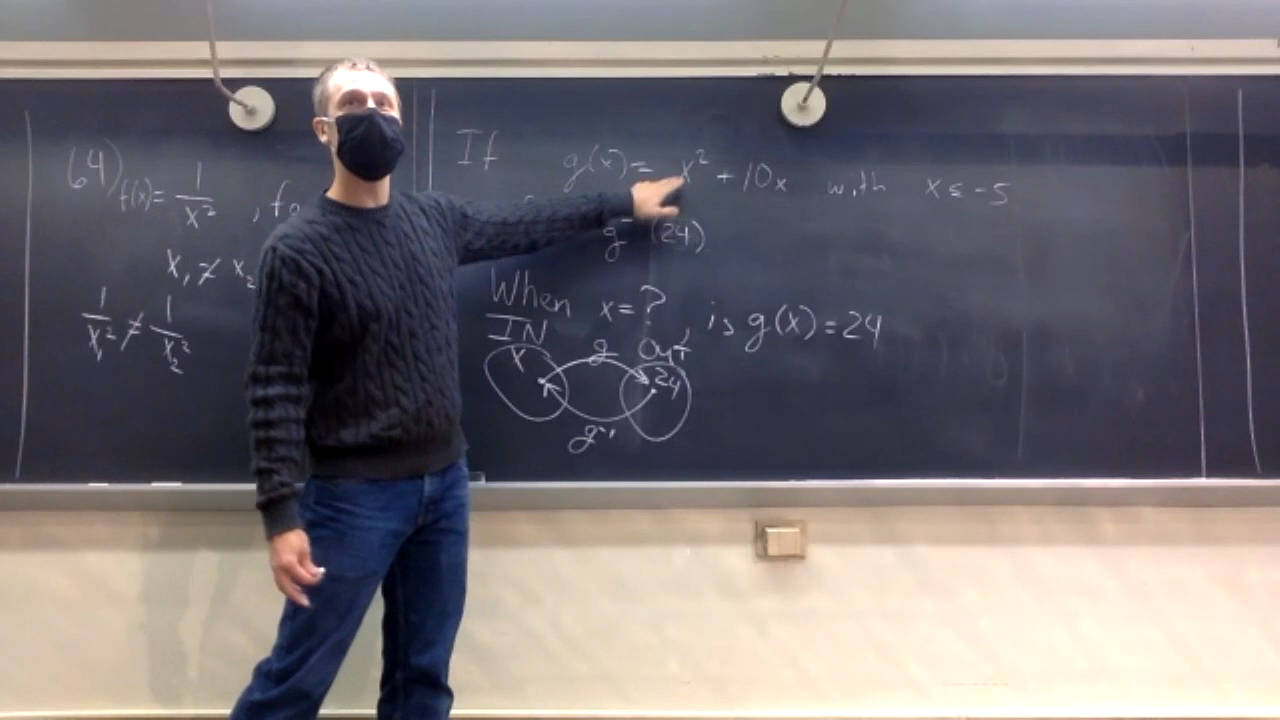 64) f(x) = 1/x² , fo
x₁ ≠ x₂
1/x₁² ≠ 1/x₂²
If g(x) = x² + 10x with x ≤ -5
g⁻ (24)
When x = ? is g(x) = 24
IN Out
x g 24
g⁻¹